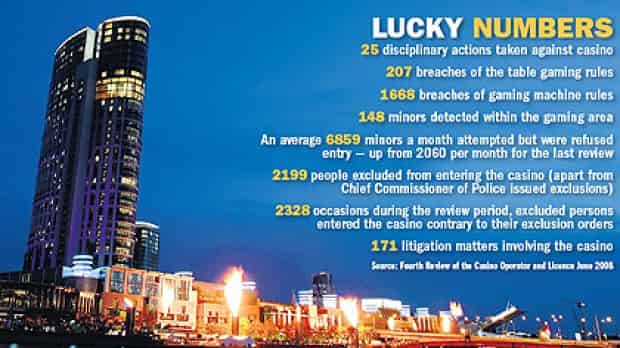 LUCKY NUMBERS
25 disciplinary actions taken against casino
207 breaches of the table gaming rules
1668 breaches of gaming machine rules
148 minors detected within the gaming area
An average 6859 minors a month attempted but were refused
entry — up from 2060 per month for the last review
2199 people excluded from entering the casino (apart from
Chief Commissioner of Police issued exclusions)
2328 occasions during the review period, excluded persons
entered the casino contrary to their exclusion orders
171 litigation matters involving the casino
Source: Fourth Review of the Casino Operator and Licence June 2008